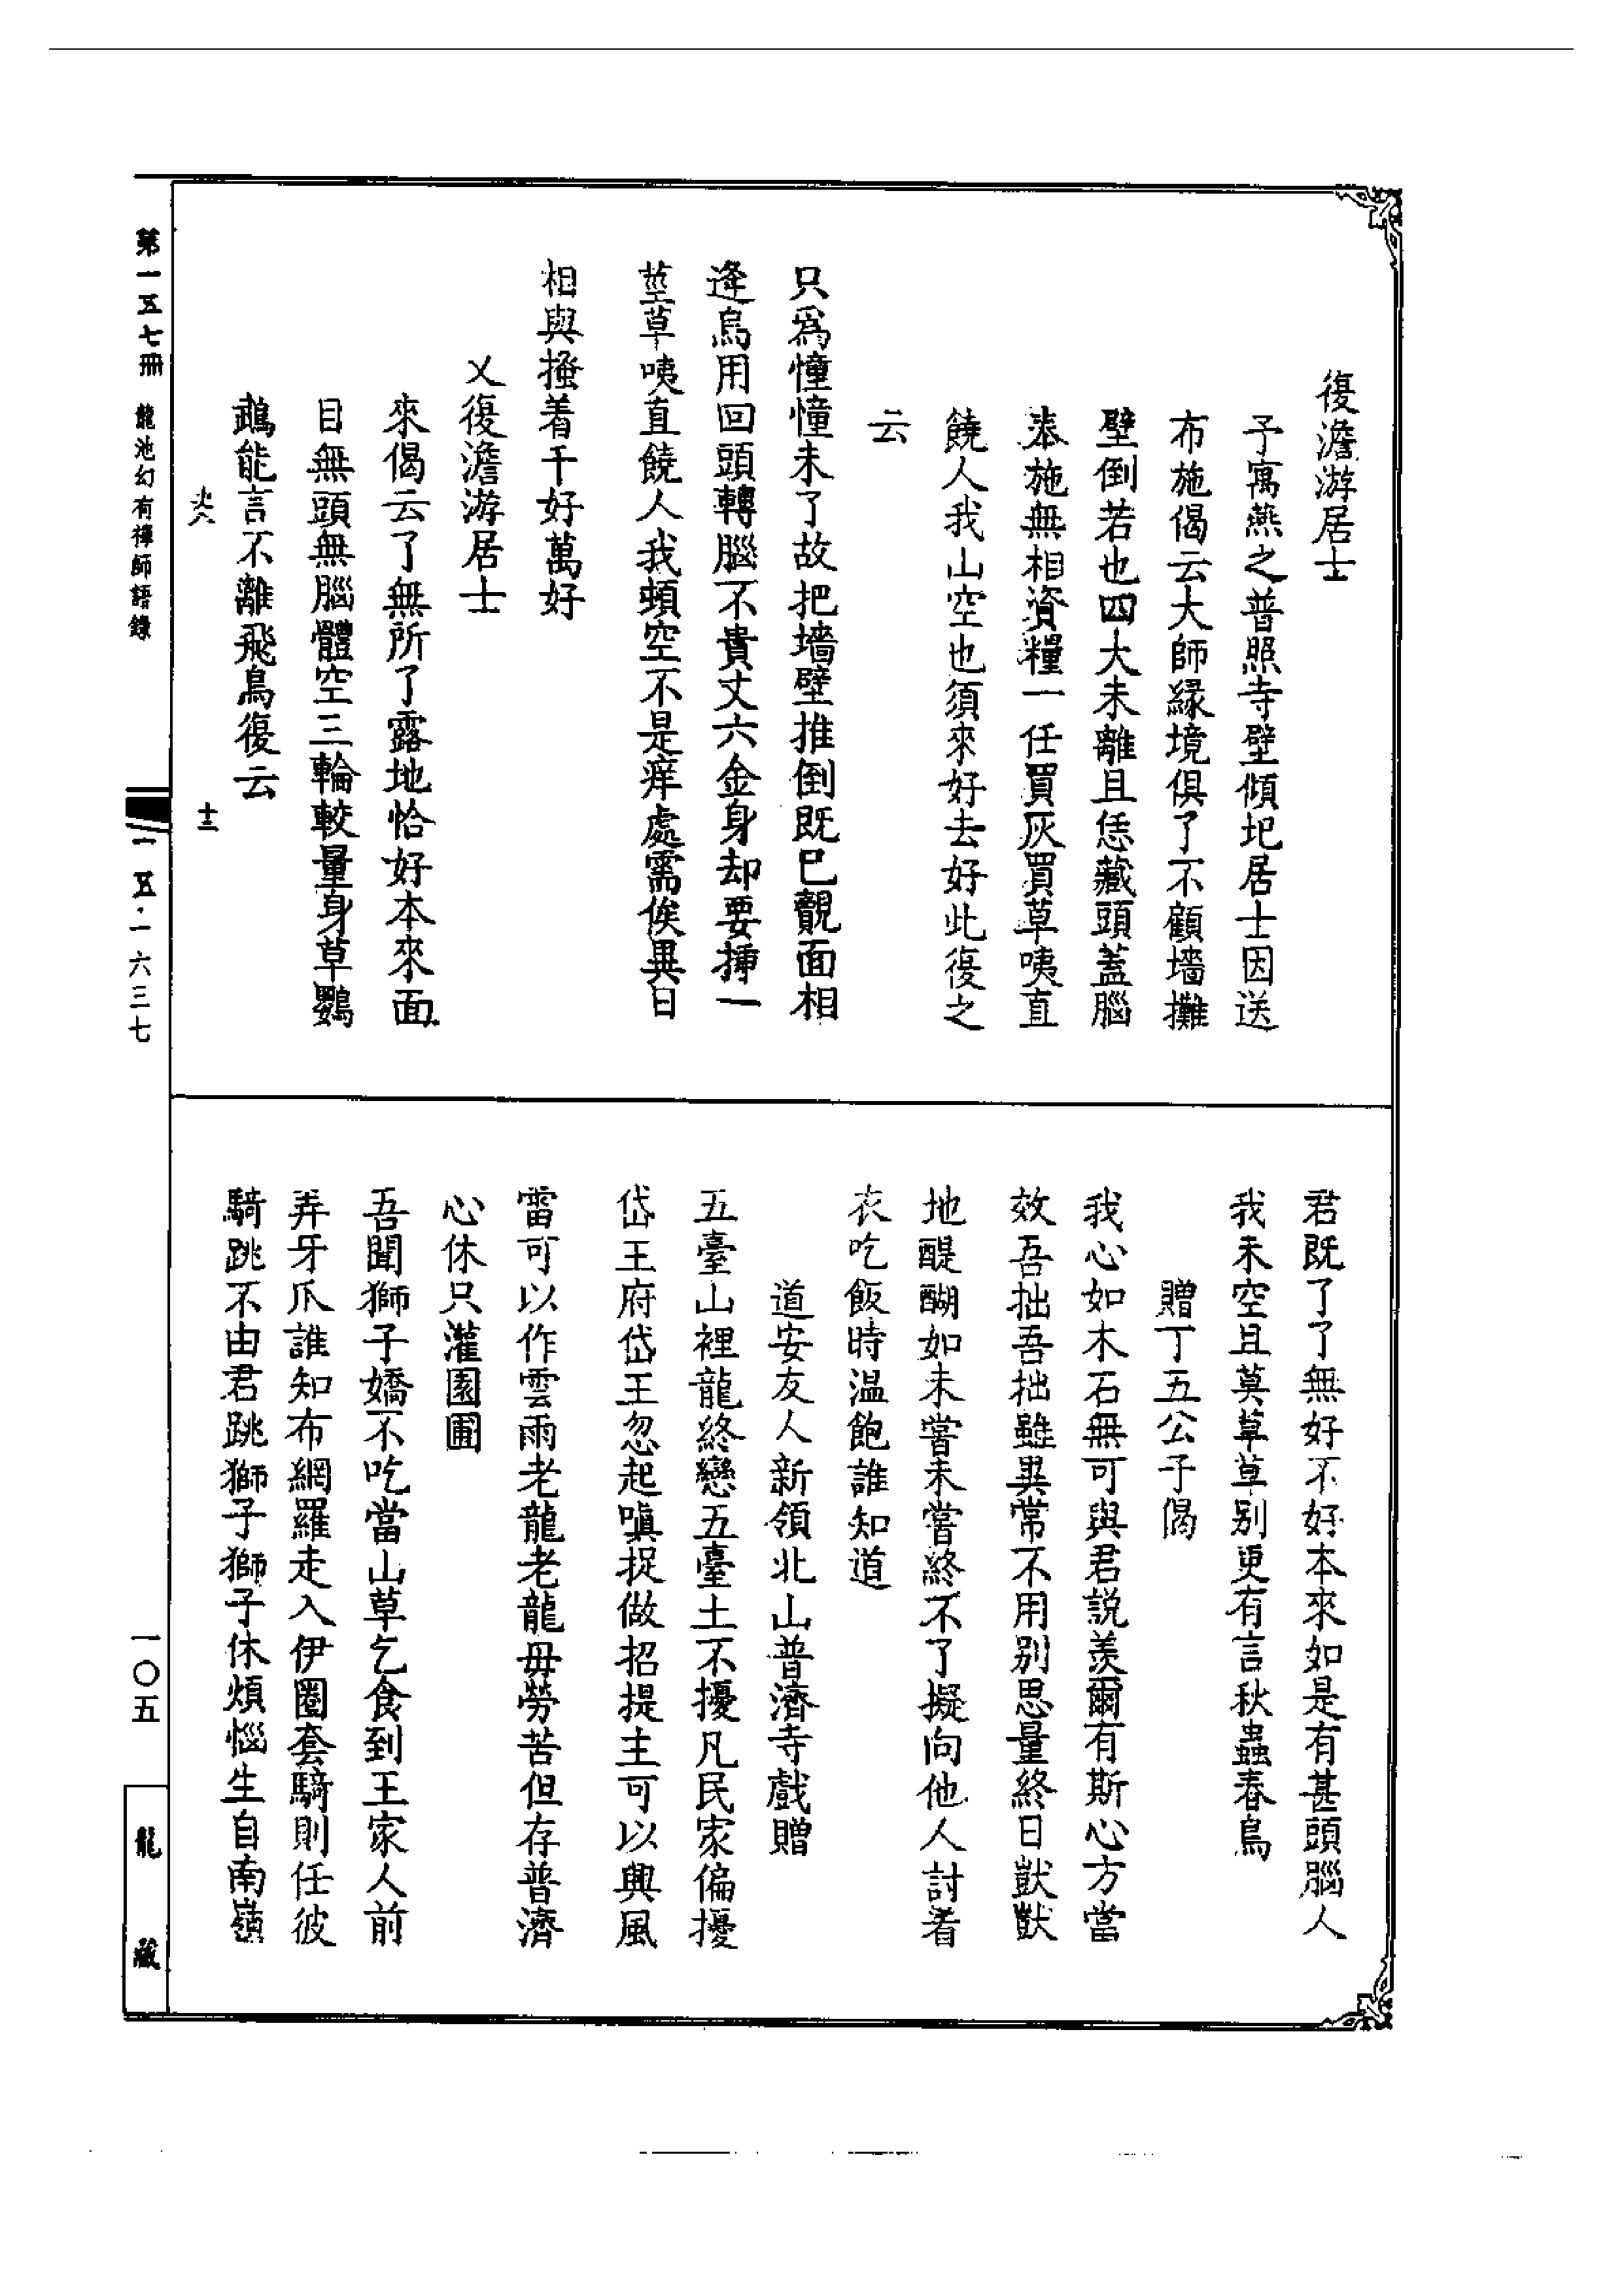 復澹游居士
予寓燕之普照寺壁傾圮居士因送
布施偈云大師緣境俱了不顧墻攤
壁倒若也四大未離且恁藏頭蓋腦
奉施無相資糧一任買灰買草咦直
饒人我山空也須來好去好此復之
云
只爲憧憧未了故把墻壁推倒既已覿面相
逢烏用回頭轉腦不貴丈六金身却要揷一
莖草咦直饒人我頓空不是痒處需俟異日
相與搔着千好萬好
又復澹游居士
來偈云了無所了露地恰好本來面
目無頭無腦體空三輪較量身草鸚
鵡能言不離飛鳥復云
十三
君既了了無好不好本來如是有甚頭腦人
我未空且莫草草别更有言秋蟲春鳥
贈丁五公子偈
我心如木石無可與君説羨爾有斯心方當
效吾拙吾拙雖異常不用别思量終日獃獃
地醍醐如未嘗未嘗終不了擬向他人討着
衣吃飯時温飽誰知道
道安友人新領北山普濟寺戲贈
五臺山裡龍終戀五臺土不擾凡民家偏擾
岱王府岱王忽起嗔捉做招提主可以興風
雷可以作雲雨老龍老龍毋勞苦但存普濟
心休只灌園圃
吾聞獅子嬌不吃當山草乞食到王家人前
弄牙爪誰知布網羅走入伊圈套騎則任彼
騎跳不由君跳獅子獅子休煩惱生自南嶺
第一五七冊 龍池幻有禪師語錄
一五·一六三七
一〇五
龍藏